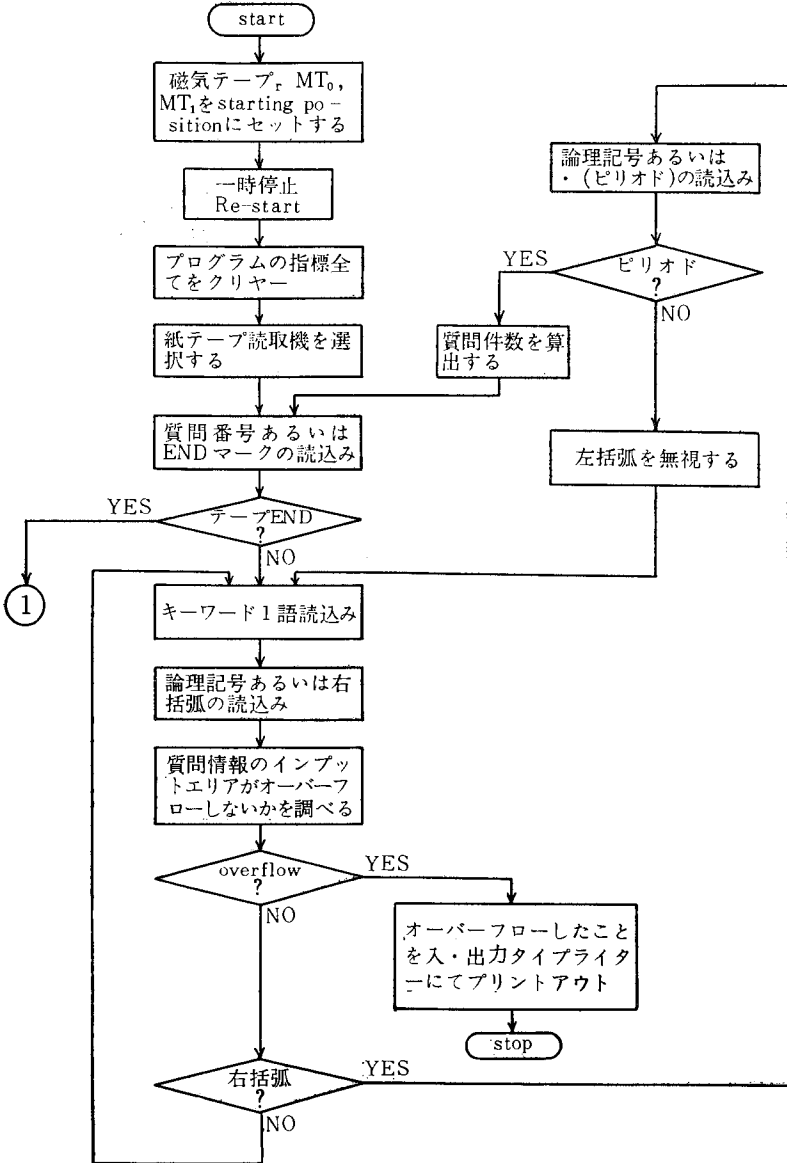 start
磁気テープ, MT₀,
MT₁をstarting po-
sitionにセットする
一時停止
Re-start
プログラムの指標全
てをクリヤー
紙テープ読取機を選
択する
質問番号あるいは
ENDマークの読込み
テープEND
?
YES
NO
1
キーワード1語読込み
論理記号あるいは右
括弧の読込み
質問情報のインプッ
トエリアがオーバーフ
ローしないかを調べる
overflow
?
YES
NO
オーバーフローしたこと
を入・出力タイプライタ
ーにてプリントアウト
stop
右括弧
?
YES
NO
論理記号あるいは
・(ピリオド)の読込み
ピリオド
?
YES
NO
質問件数を算
出する
左括弧を無視する